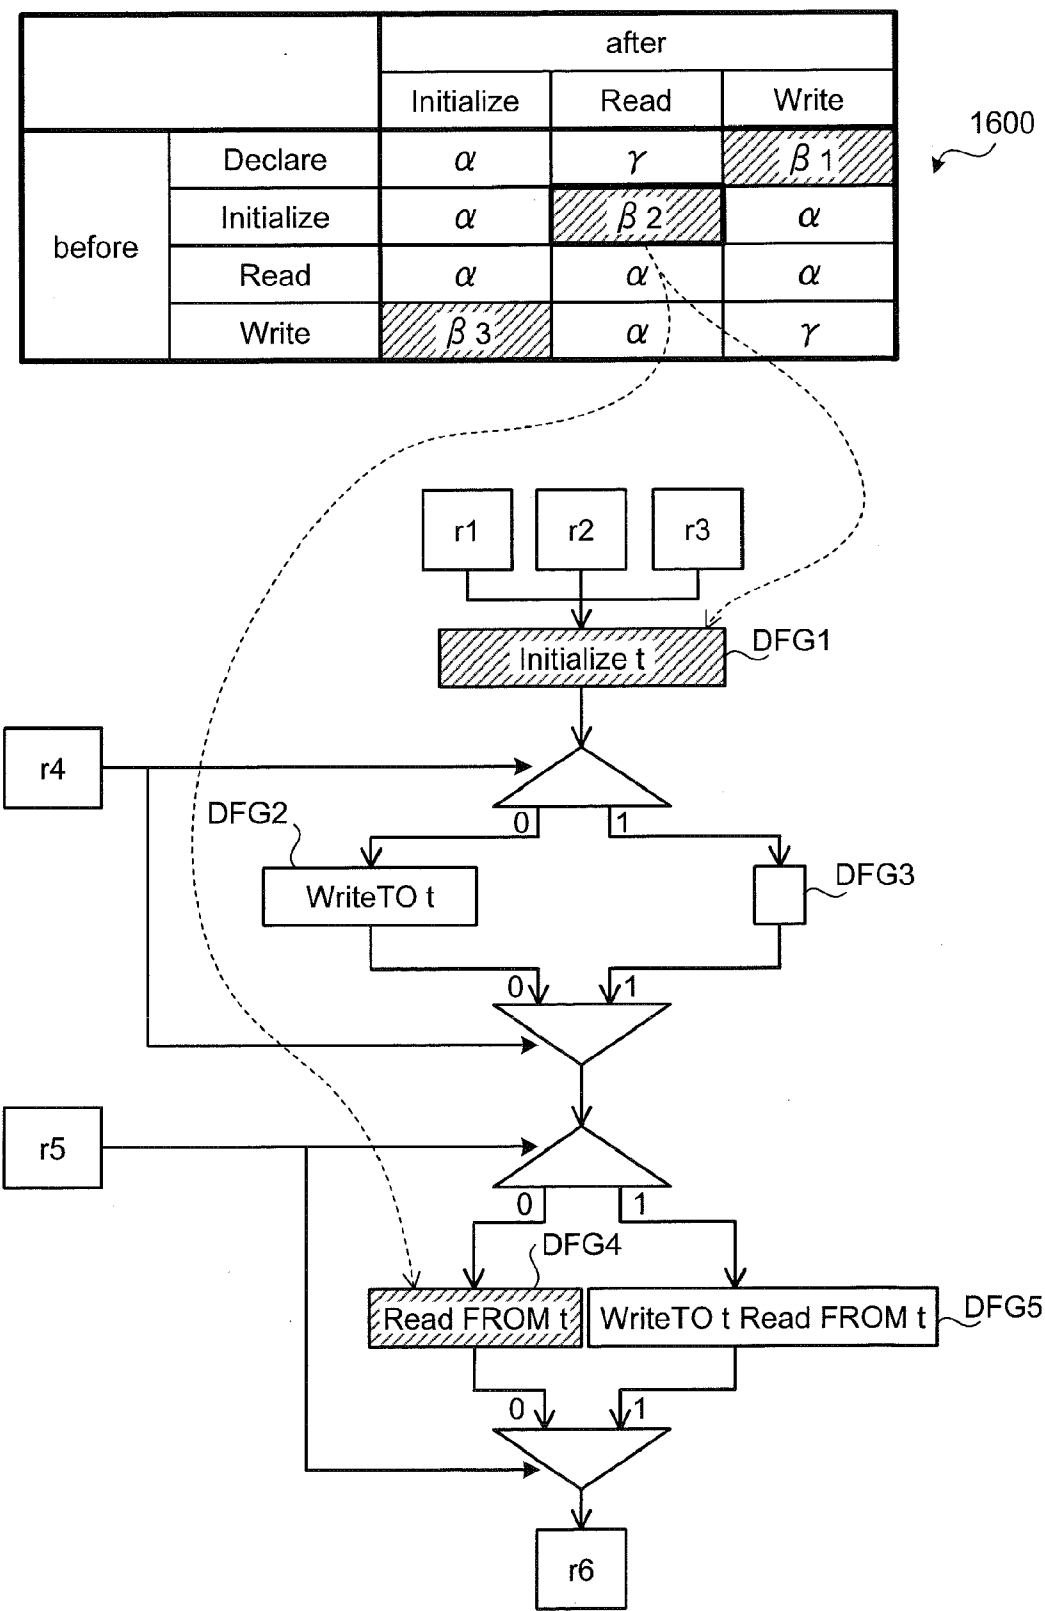 after
Initialize Read Write
1600
Declare α γ β 1
Initialize α β 2 α
before
Read α α α
Write β 3 α γ
r1 r2 r3
DFG1
Initialize t
r4
DFG2
0 1
DFG3
WriteTO t
0 1
r5
0 1
DFG4
DFG5
Read FROM t WriteTO t Read FROM t
0 1
r6